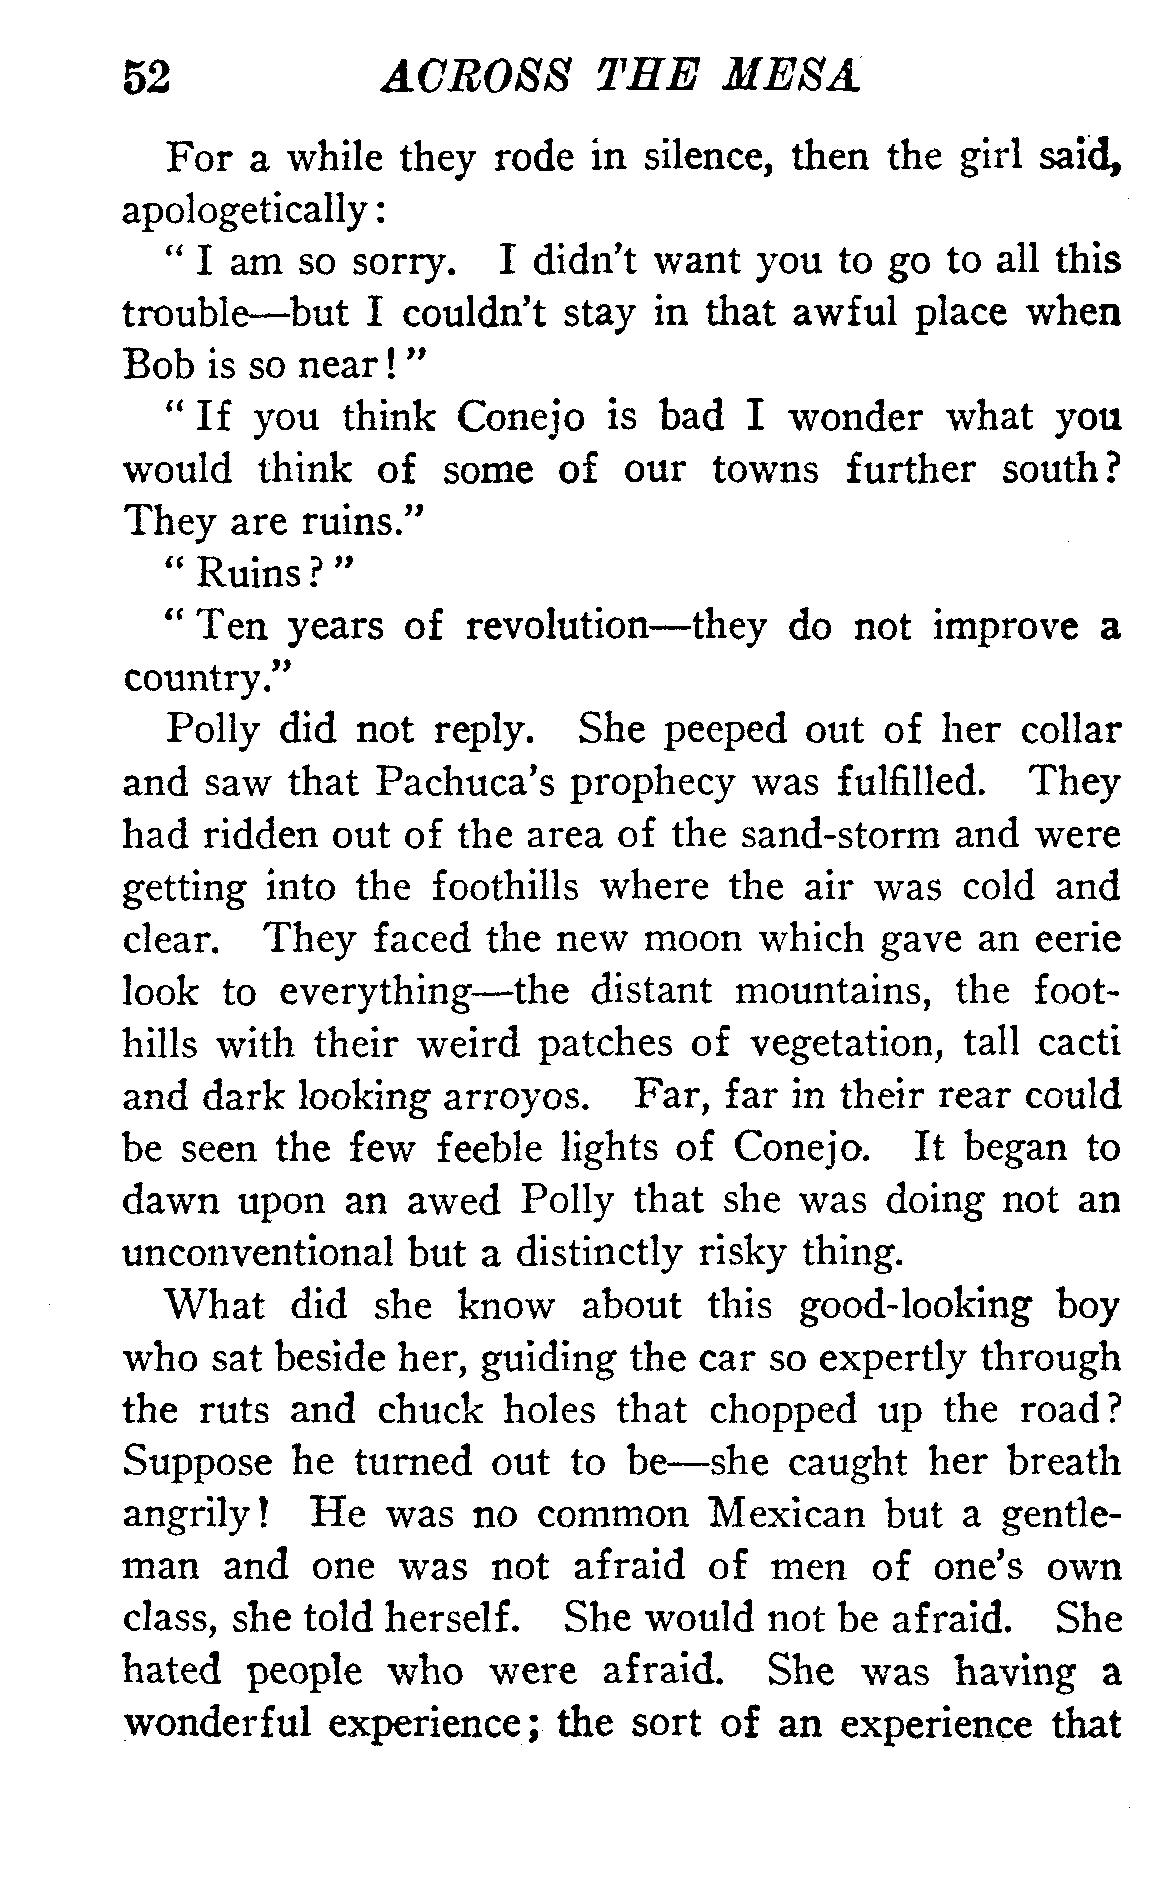 52 ACROSS THE MESA
For a while they rode in silence, then the girl said,
apologetically:
" I am so sorry. I didn't want you to go to all this
trouble—but I couldn't stay in that awful place when
Bob is so near! "
" If you think Conejo is bad I wonder what you
would think of some of our towns further south?
They are ruins."
" Ruins? "
" Ten years of revolution—they do not improve a
country."
Polly did not reply. She peeped out of her collar
and saw that Pachuca's prophecy was fulfilled. They
had ridden out of the area of the sand-storm and were
getting into the foothills where the air was cold and
clear. They faced the new moon which gave an eerie
look to everything—the distant mountains, the foot-
hills with their weird patches of vegetation, tall cacti
and dark looking arroyos. Far, far in their rear could
be seen the few feeble lights of Conejo. It began to
dawn upon an awed Polly that she was doing not an
unconventional but a distinctly risky thing.
What did she know about this good-looking boy
who sat beside her, guiding the car so expertly through
the ruts and chuck holes that chopped up the road?
Suppose he turned out to be—she caught her breath
angrily! He was no common Mexican but a gentle-
man and one was not afraid of men of one's own
class, she told herself. She would not be afraid. She
hated people who were afraid. She was having a
wonderful experience; the sort of an experience that